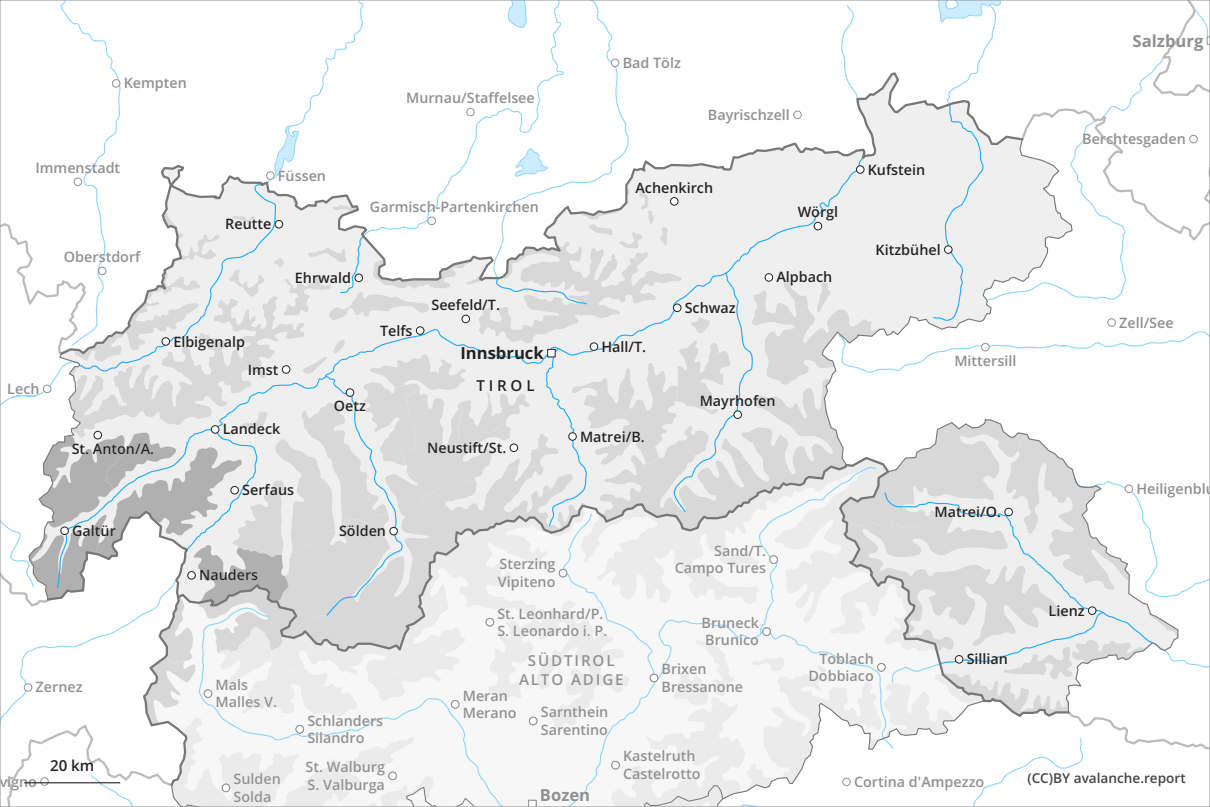 Salzburg
Bad Tölz
Kempten
Murnau/Staffelsee
Bayrischzell
Berchtesgaden
Immenstadt
Füssen
Kufstein
Achenkirch
Garmisch-Partenkirchen
Wörgl
Reutte
Kitzbühel
Oberstdorf
Ehrwald
Alpbach
Seefeld/T.
Schwaz
Zell/See
Telfs
Elbigenalp
Innsbruck
Hall/T.
Mittersill
Imst
TIROL
Lech
Oetz
Mayrhofen
Landeck
Matrei/B.
St. Anton/A.
Neustift/St.
Serfaus
Heiligenblu
Matrei/O.
Galtür
Sölden
Sand/T.
Campo Tures
Sterzing
Vipiteno
Nauders
Lienz
St. Leonhard/P.
S. Leonardo i. P.
Bruneck
Brunico
SÜDTIROL
ALTO ADIGE
Sillian
Toblach
Dobbiaco
Brixen
Bressanone
Zernez
Mals
Malles V.
Meran
Merano
Sarnthein
Sarentino
Schlanders
Silandro
Kastelruth
Castelrotto
St. Walburg
S. Valburga
20 km
vigno
Sulden
Solda
Cortina d'Ampezzo
(CC)BY avalanche.report
Bozen